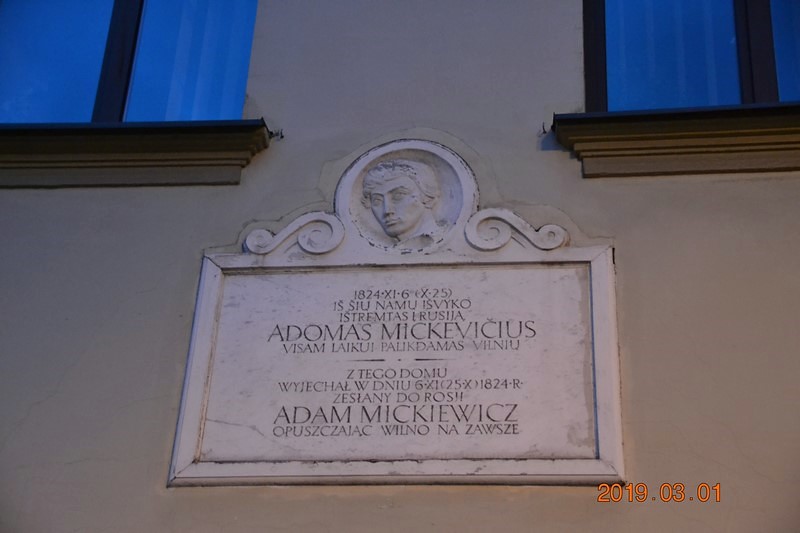 1824·XI·6 (X·25)
IŠ ŠIŲ NAMŲ IŠVYKO
IŠTREMTAS Į RUSIJĄ
ADOMAS MICKEVIČIUS
VISAM LAIKUI PALIKDAMAS VILNIŲ
Z TEGO DOMU
WYJECHAŁ W DNIU 6·XI(25·X)1824·R·
ZESŁANY DO ROSJI
ADAM MICKIEWICZ
OPUSZCZAJĄC WILNO NA ZAWSZE
2019.03.01